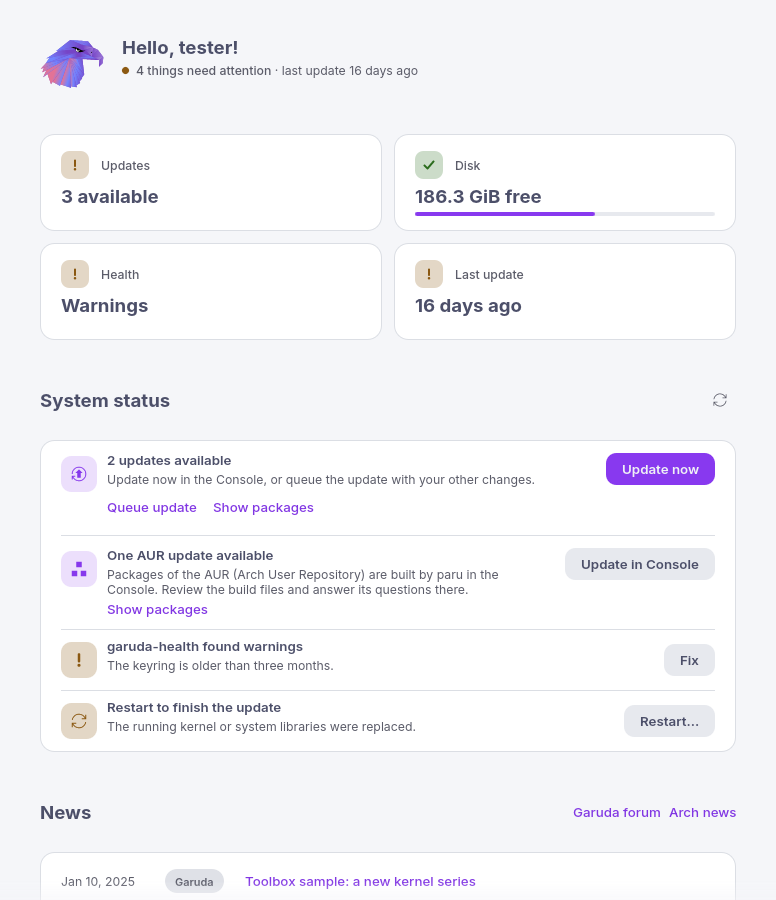 Hello, tester!
4 things need attention · last update 16 days ago
Updates
3 available
Disk
186.3 GiB free
Health
Warnings
Last update
16 days ago
System status
2 updates available
Update now in the Console, or queue the update with your other changes.
Update now
Queue update Show packages
One AUR update available
Packages of the AUR (Arch User Repository) are built by paru in the
Console. Review the build files and answer its questions there.
Update in Console
Show packages
garuda-health found warnings
The keyring is older than three months.
Fix
Restart to finish the update
The running kernel or system libraries were replaced.
Restart…
News
Garuda forum Arch news
Jan 10, 2025 Garuda Toolbox sample: a new kernel series